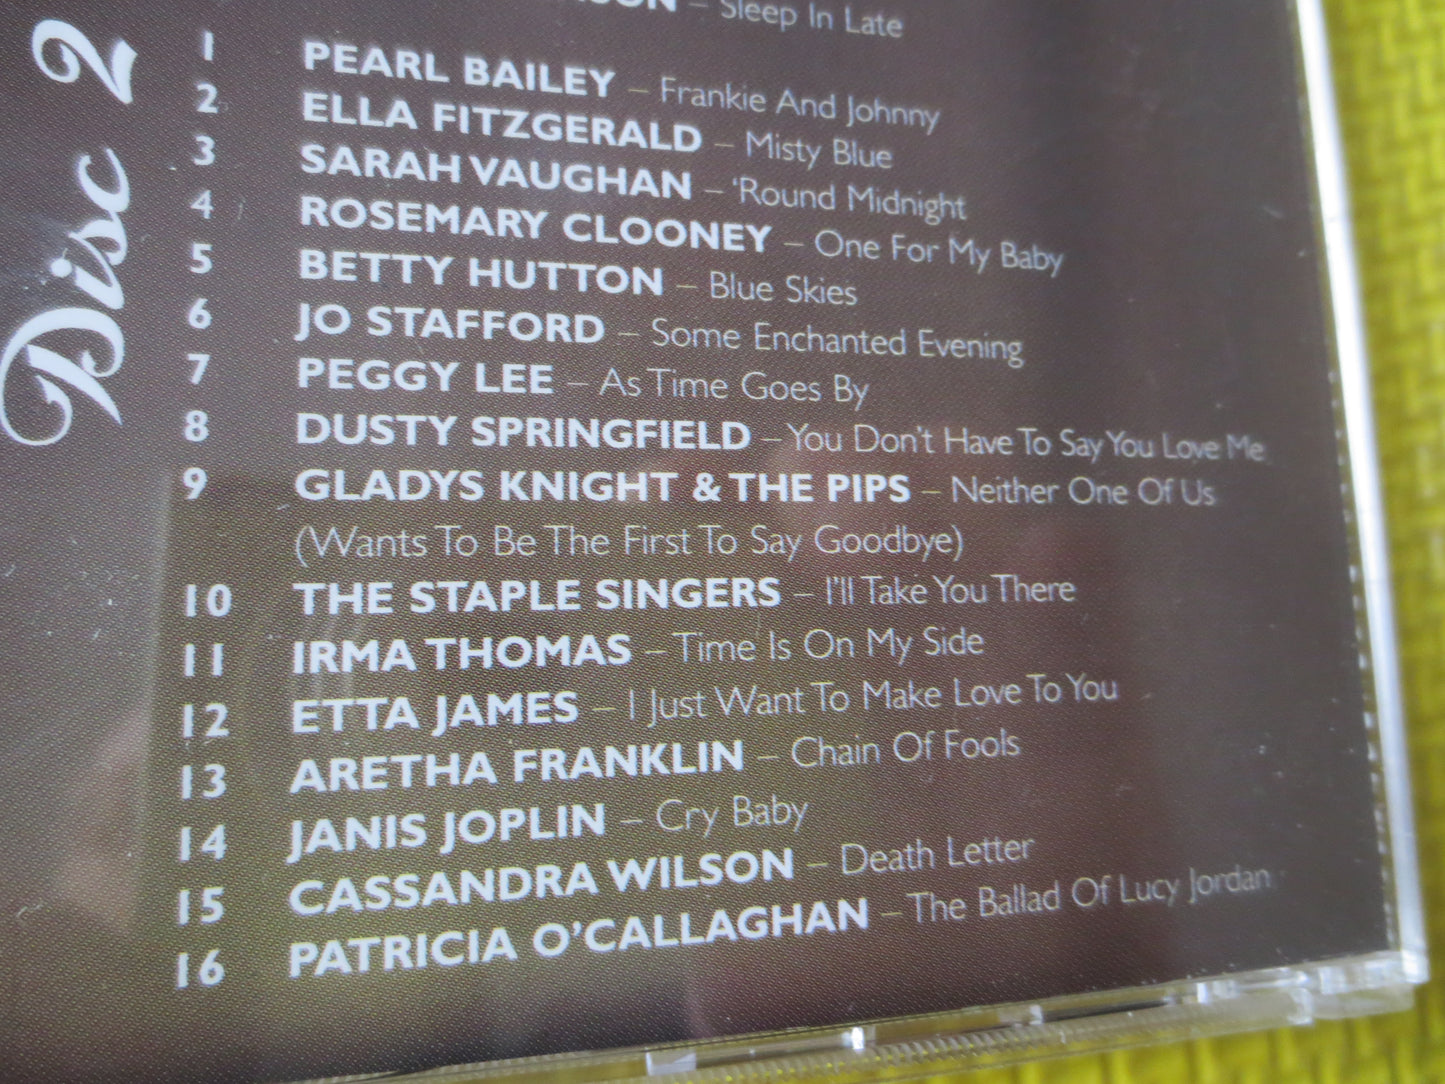 – Sleep In Late
Disc 2
1 PEARL BAILEY – Frankie And Johnny
2 ELLA FITZGERALD – Misty Blue
3 SARAH VAUGHAN – ‘Round Midnight
4 ROSEMARY CLOONEY – One For My Baby
5 BETTY HUTTON – Blue Skies
6 JO STAFFORD – Some Enchanted Evening
7 PEGGY LEE – As Time Goes By
8 DUSTY SPRINGFIELD – You Don't Have To Say You Love Me
9 GLADYS KNIGHT & THE PIPS – Neither One Of Us
(Wants To Be The First To Say Goodbye)
10 THE STAPLE SINGERS – I'll Take You There
11 IRMA THOMAS – Time Is On My Side
12 ETTA JAMES – I Just Want To Make Love To You
13 ARETHA FRANKLIN – Chain Of Fools
14 JANIS JOPLIN – Cry Baby
15 CASSANDRA WILSON – Death Letter
16 PATRICIA O'CALLAGHAN – The Ballad Of Lucy Jordan